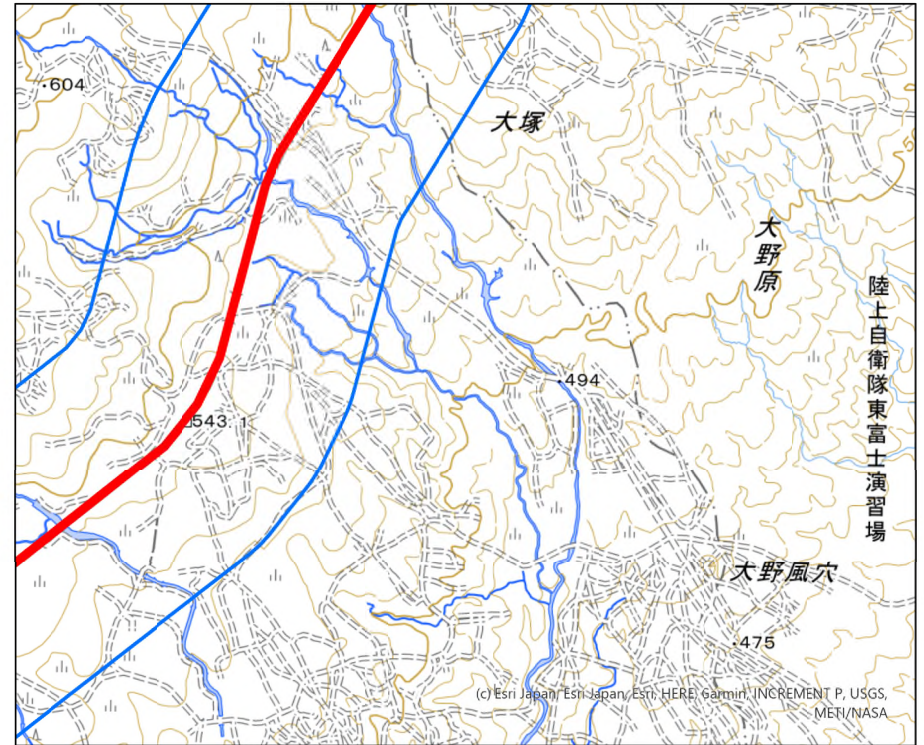 604
大塚
大野原
陸上自衛隊東富士演習場
494
543.1
大野風穴
475
(c) Esri Japan, Esri Japan, Esri, HERE, Garmin, INCREMENT P, USGS,
METI/NASA